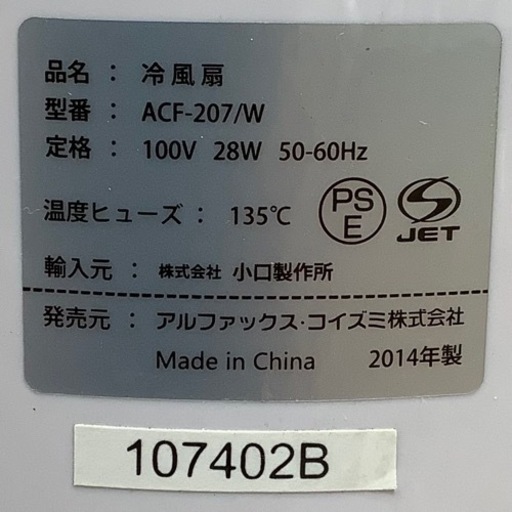 品名： 冷風扇
型番： ACF-207/W
定格： 100V 28W 50-60Hz
温度ヒューズ： 135℃ PSE JET
輸入元： 株式会社 小口製作所
発売元： アルファックス・コイズミ株式会社
Made in China 2014年製
107402B